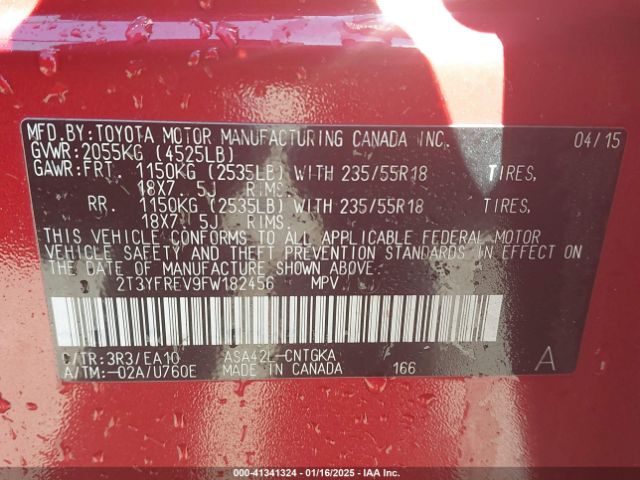 MFD.BY:TOYOTA MOTOR MANUFACTURING CANADA INC. 04/15
GVWR:2055KG (4525LB)
GAWR:FRT. 1150KG (2535LB) WITH 235/55R18 TIRES,
18X7.5J RIMS.
RR. 1150KG (2535LB) WITH 235/55R18 TIRES,
18X7.5J RIMS.
THIS VEHICLE CONFORMS TO ALL APPLICABLE FEDERAL MOTOR
VEHICLE SAFETY AND THEFT PREVENTION STANDARDS IN EFFECT
ON THE DATE OF MANUFACTURE SHOWN ABOVE.
2T3YFREV9FW182456 MPV
C/TR:3R3/EA10 ASA42L-CNTGKA A
A/TM:-02A/U760E MADE IN CANADA 166
000-41341324 | 01/16/2025 | IAA Inc.